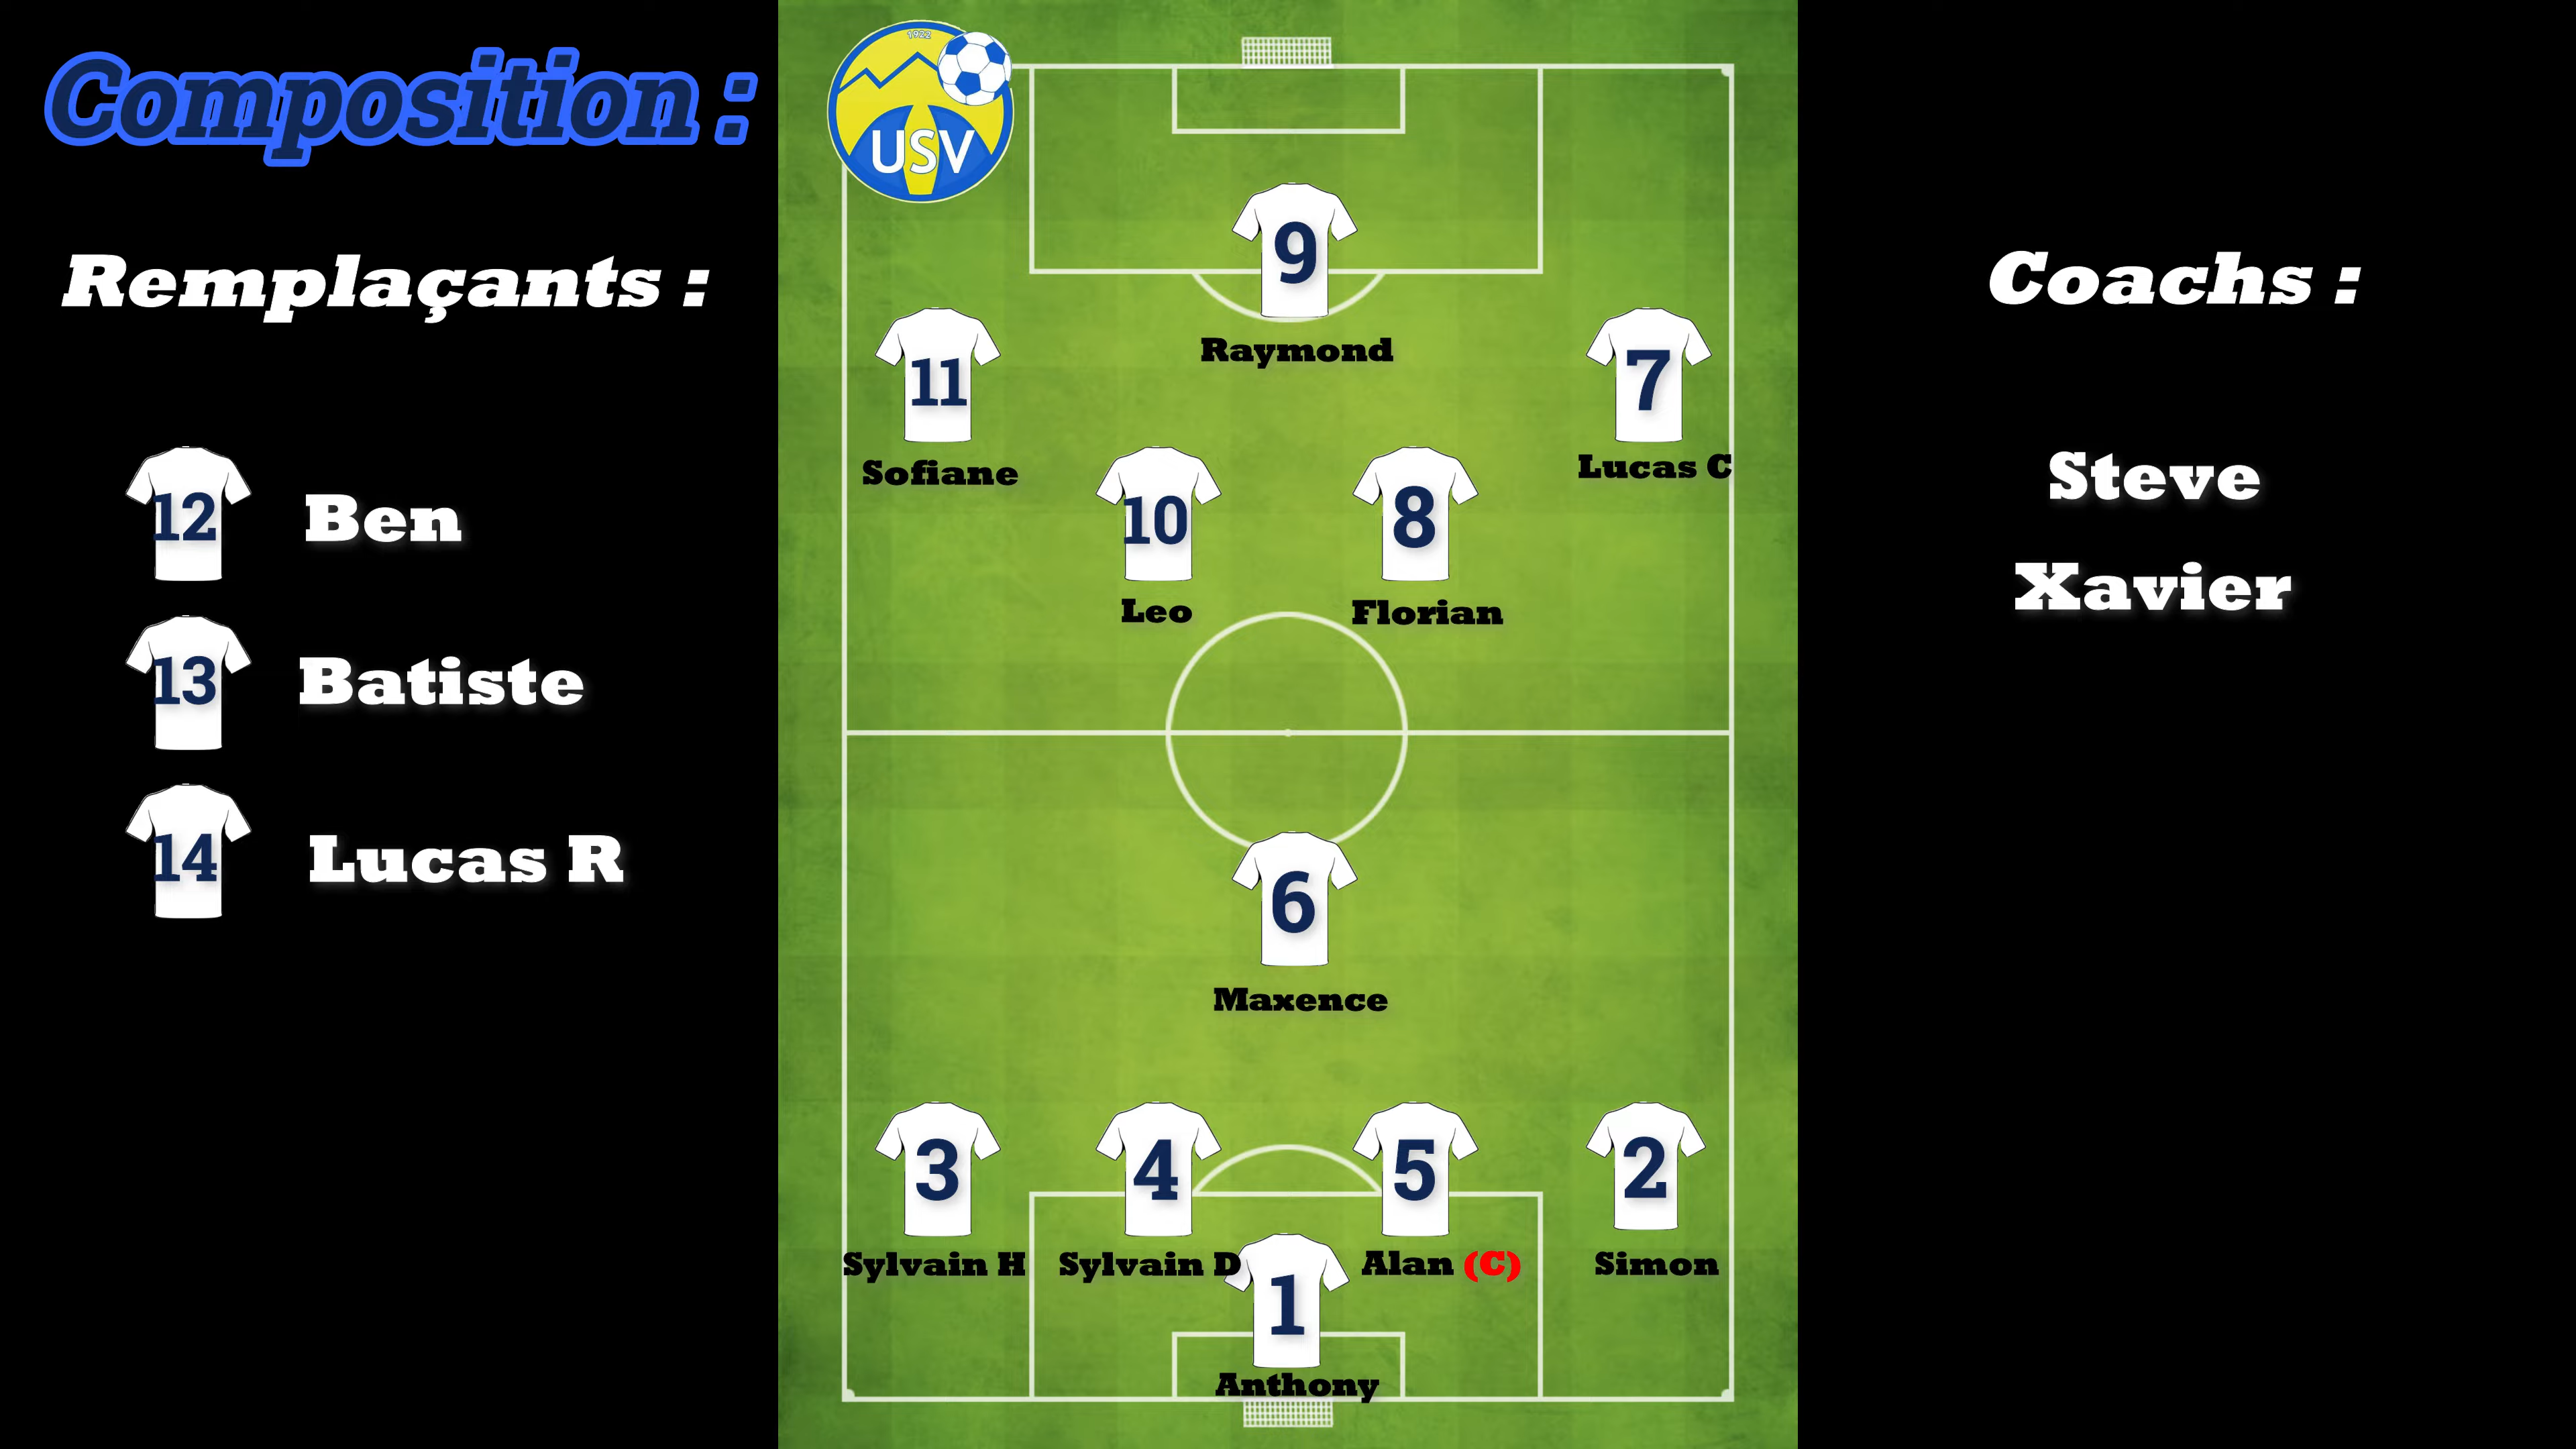 Composition :
Remplaçants :
12
Ben
13
Batiste
14
Lucas R
1922
USV
9
Raymond
11
Sofiane
7
Lucas C
10
Leo
8
Florian
6
Maxence
3
Sylvain H
4
Sylvain D
5
Alan (C)
2
Simon
1
Anthony
Coachs :
Steve
Xavier